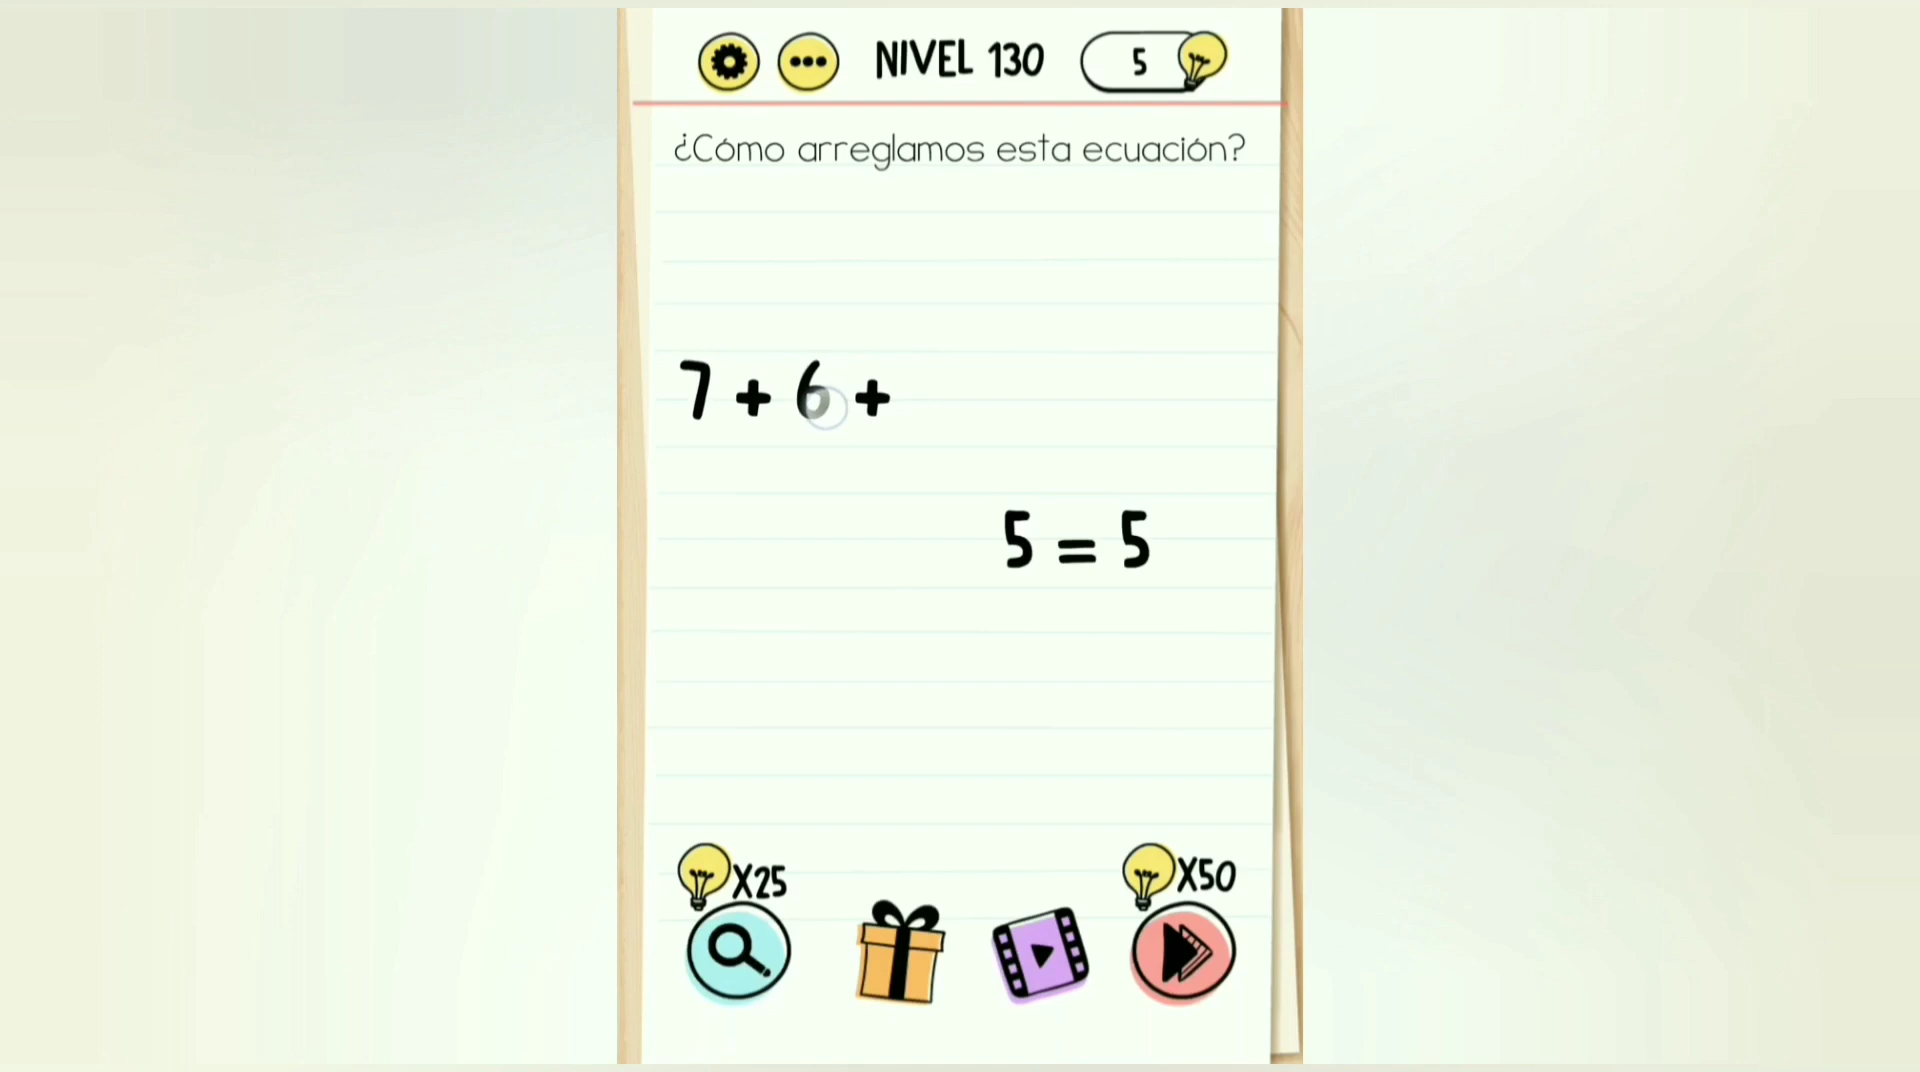 NIVEL 130
5
¿Cómo arreglamos esta ecuación?
7 + 6 +
5 = 5
X25
X50